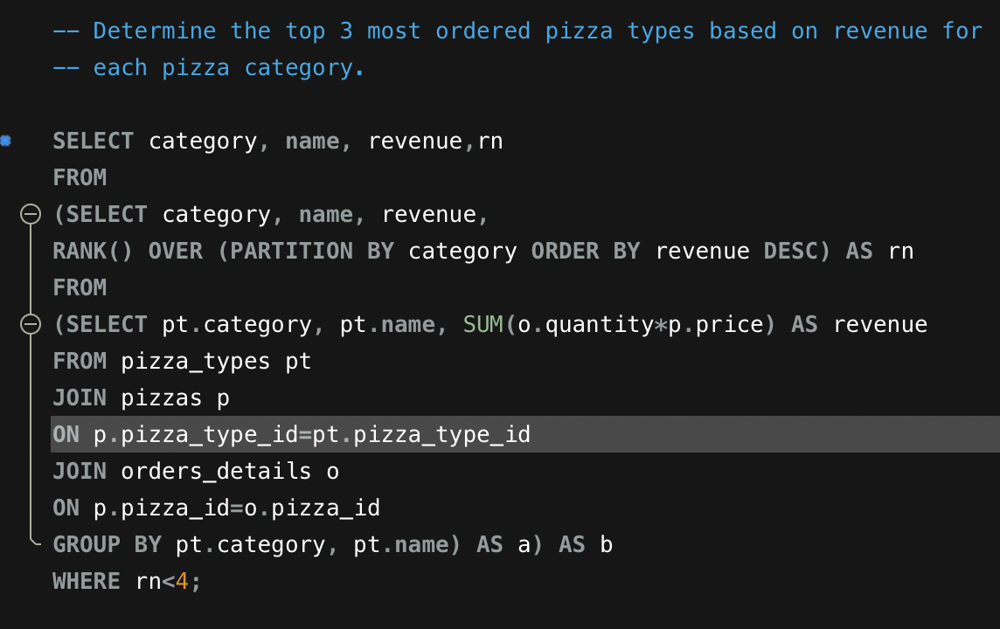 -- Determine the top 3 most ordered pizza types based on revenue for
-- each pizza category.
SELECT category, name, revenue,rn
FROM
(SELECT category, name, revenue,
RANK() OVER (PARTITION BY category ORDER BY revenue DESC) AS rn
FROM
(SELECT pt.category, pt.name, SUM(o.quantity*p.price) AS revenue
FROM pizza_types pt
JOIN pizzas p
ON p.pizza_type_id=pt.pizza_type_id
JOIN orders_details o
ON p.pizza_id=o.pizza_id
GROUP BY pt.category, pt.name) AS a) AS b
WHERE rn<4;